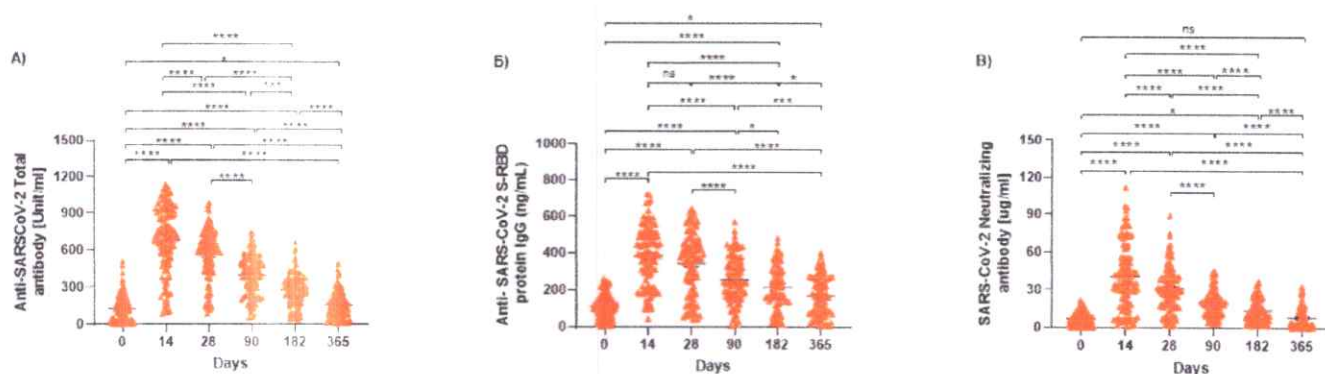 A)
****
*
**** ****
**** ***
**** ****
**** ****
**** ****
**** ****
****
Anti-SARSCoV-2 Total
antibody [Unit/ml]
1500
1200
900
600
300
0
0 14 28 90 182 365
Days
Б)
*
****
****
ns **** *
**** ***
**** *
**** ****
****
**** ****
Anti- SARS-CoV-2 S-RBD
protein IgG (ng/mL)
1000
800
600
400
200
0
0 14 28 90 182 365
Days
В)
ns
****
**** ****
**** ****
* ****
**** ****
**** ****
**** ****
****
SARS-CoV-2 Neutralizing
antibody [ug/ml]
150
120
90
60
30
0
0 14 28 90 182 365
Days